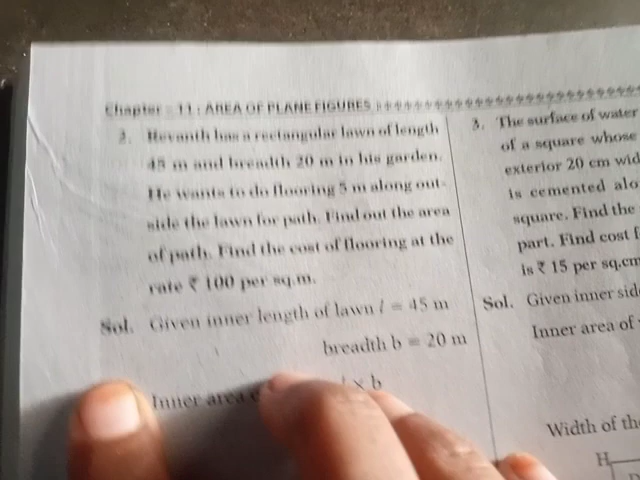 Chapter - 11 : AREA OF PLANE FIGURES
2. Revanth has a rectangular lawn of length
45 m and breadth 20 m in his garden.
He wants to do flooring 5 m along out-
side the lawn for path. Find out the area
of path. Find the cost of flooring at the
rate ₹ 100 per sq.m.
Sol. Given inner length of lawn l = 45 m
breadth b = 20 m
Inner area
l × b
3. The surface of water
of a square whose
exterior 20 cm wid
is cemented alo
square. Find the
part. Find cost f
is ₹ 15 per sq.cm
Sol. Given inner side
Inner area of
Width of th
H